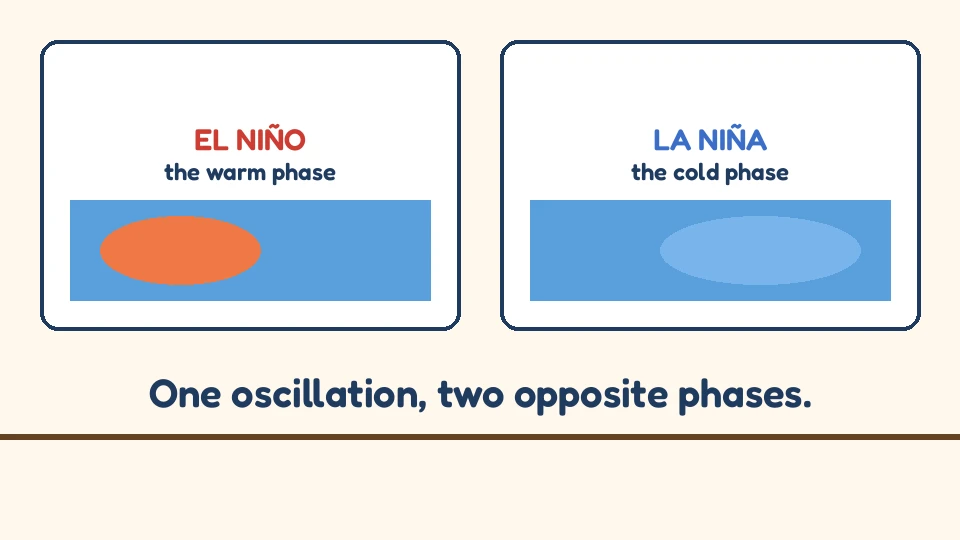 EL NIÑO
the warm phase
LA NIÑA
the cold phase
One oscillation, two opposite phases.